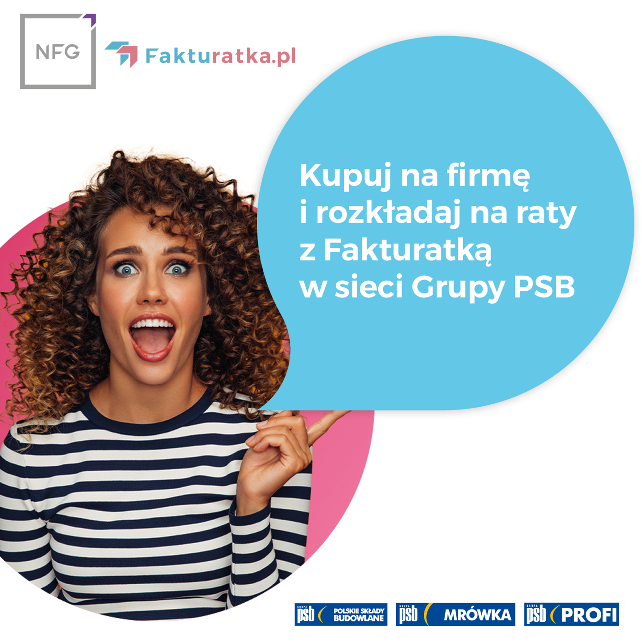 NFG
Fakturatka.pl
Kupuj na firmę
i rozkładaj na raty
z Fakturatką
w sieci Grupy PSB
psb POLSKIE SKŁADY
BUDOWLANE
psb MRÓWKA
psb PROFI